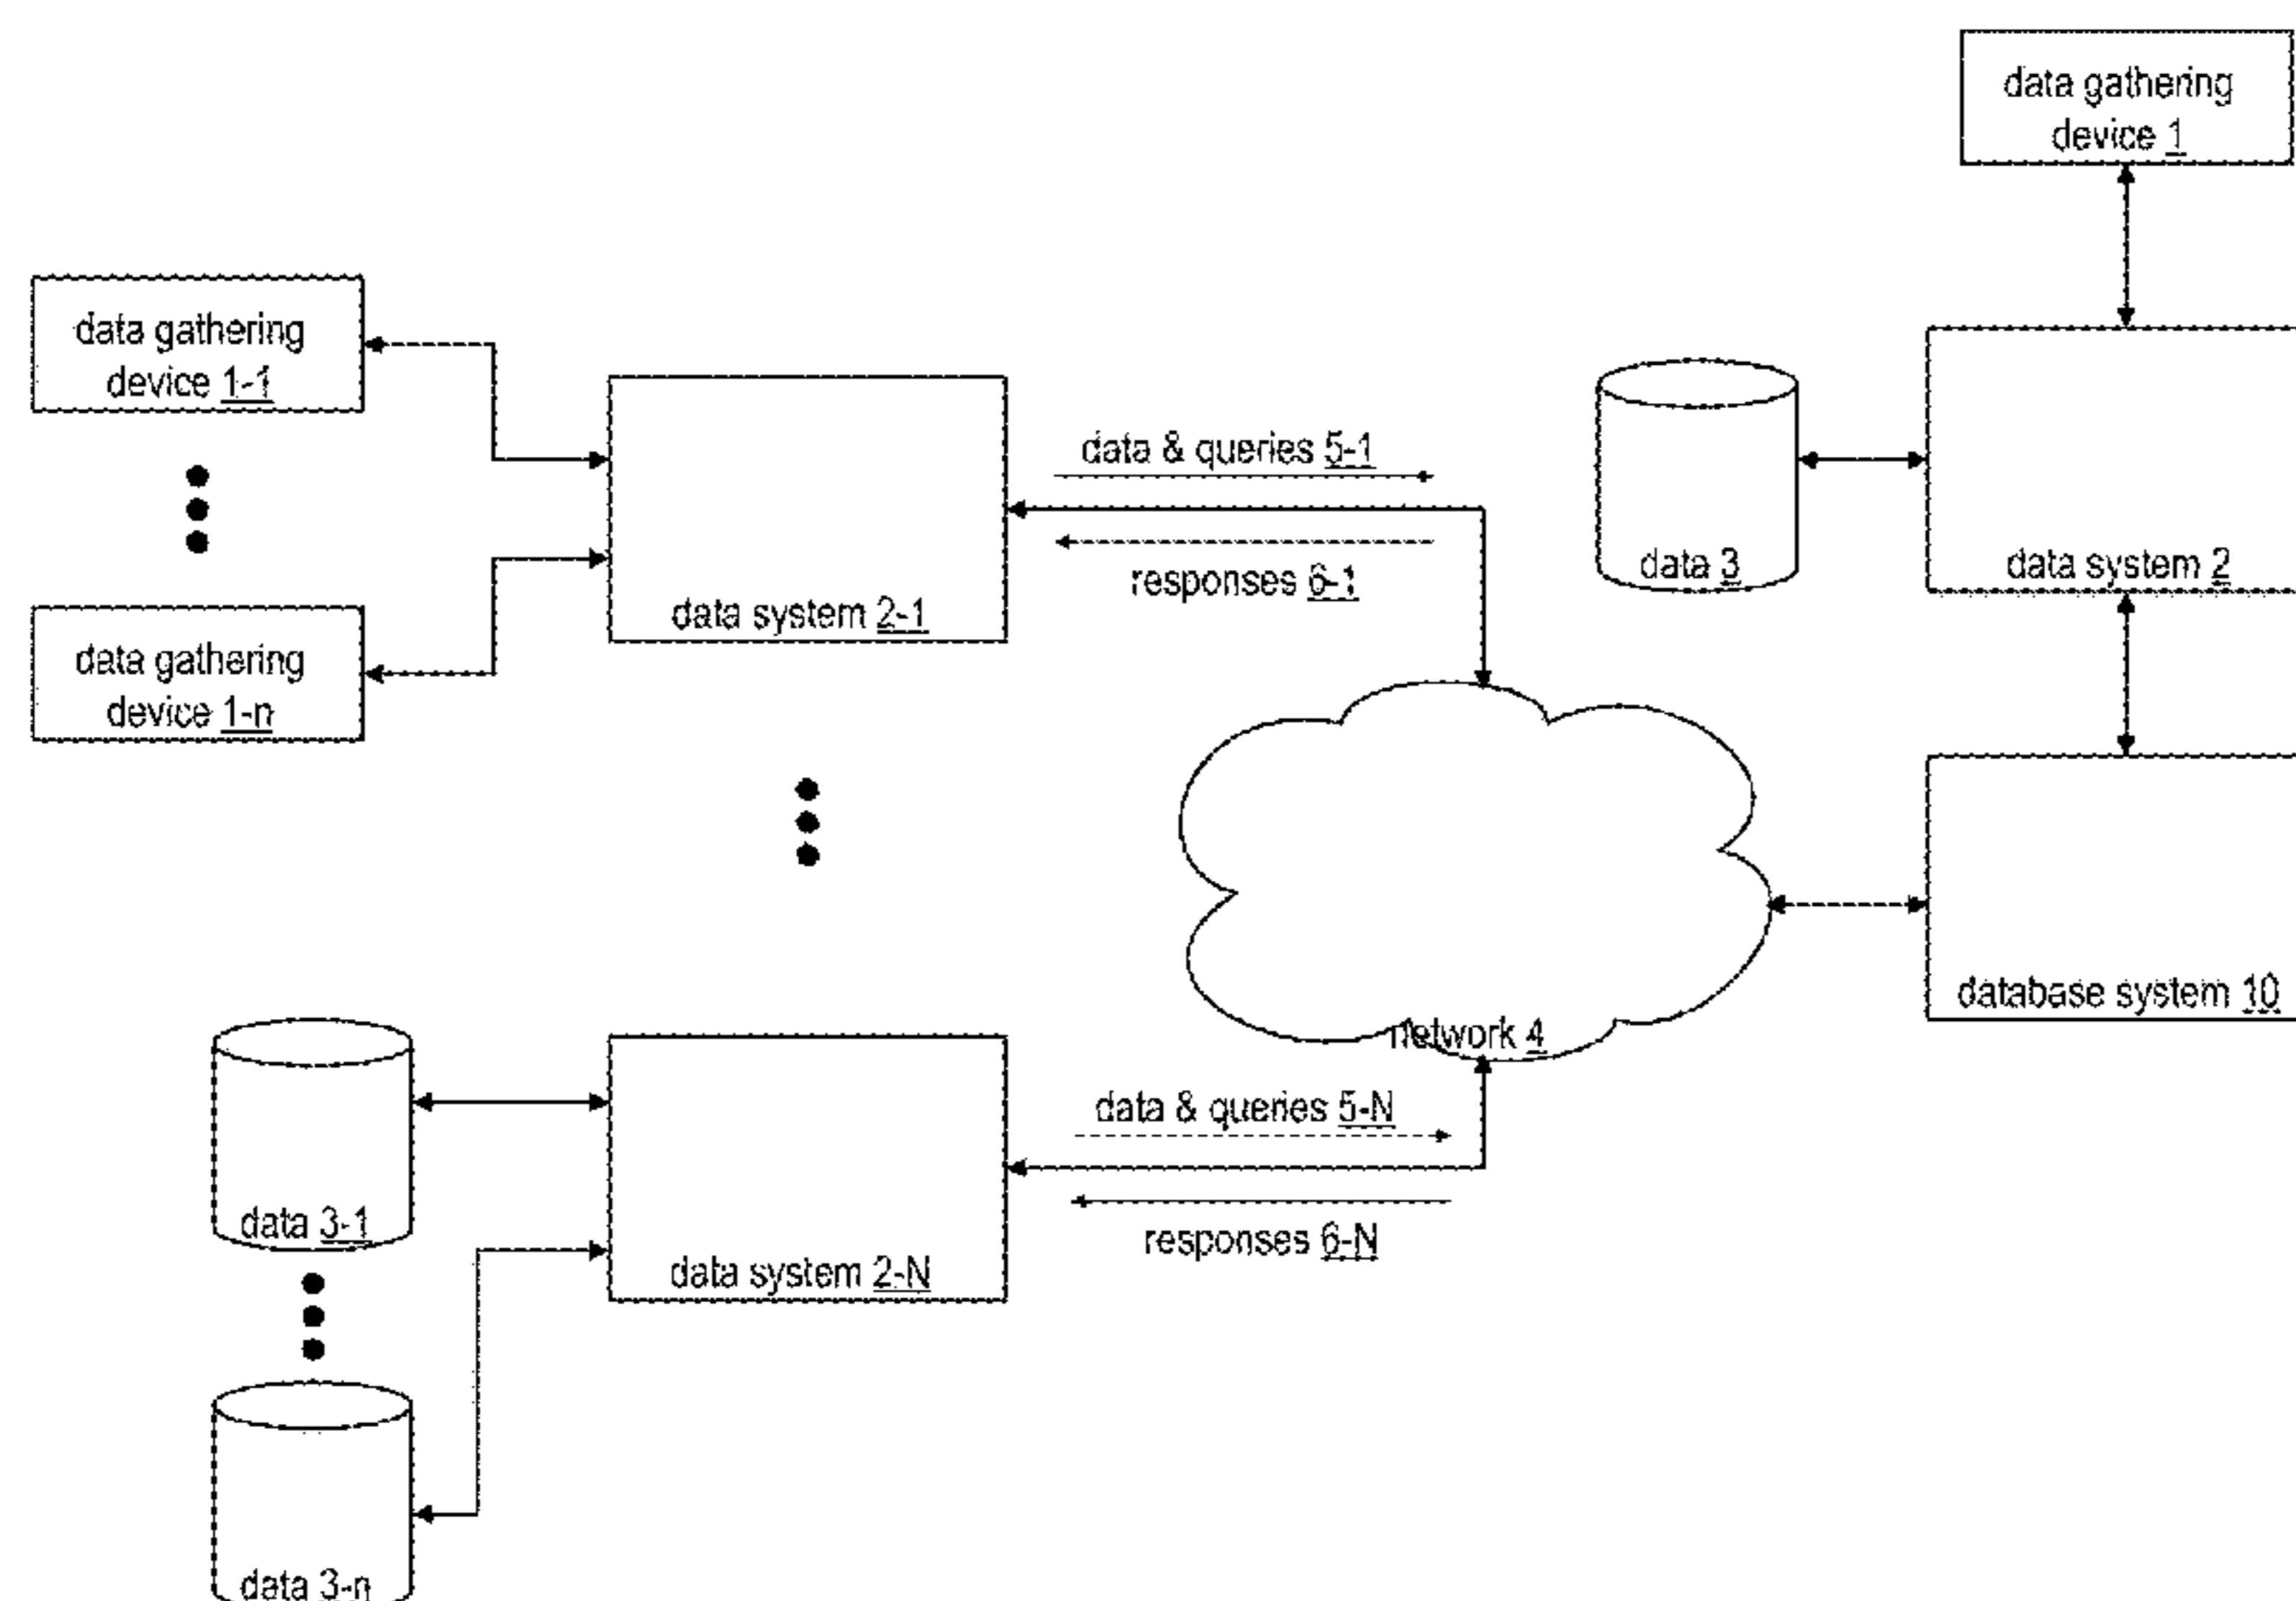 data gathering
device 1
data gathering
device 1-1
data & queries 5-1
responses 6-1
data system 2-1
data 3
data system 2
data gathering
device 1-n
database system 10
network 4
data & queries 5-N
responses 6-N
data 3-1
data system 2-N
data 3-n